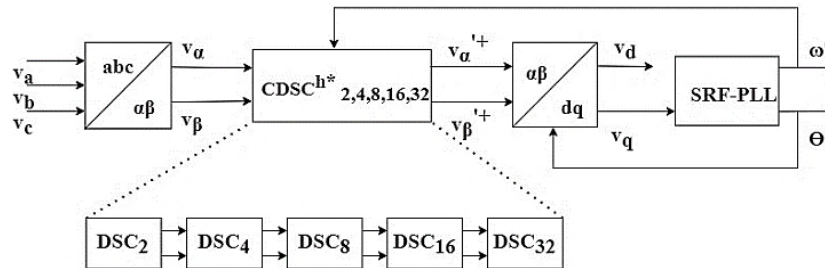 v_a
v_b
v_c
abc
αβ
v_α
v_β
CDSC^h* 2,4,8,16,32
v_α'+
v_β'+
αβ
dq
v_d
v_q
SRF-PLL
ω
Θ
DSC_2
DSC_4
DSC_8
DSC_16
DSC_32